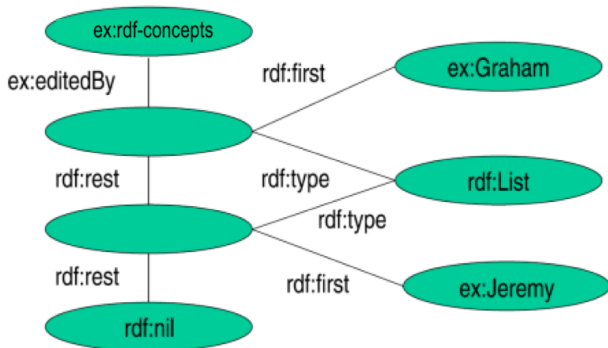 ex:rdf-concepts
ex:editedBy
rdf:first
ex:Graham
rdf:rest
rdf:type
rdf:List
rdf:type
rdf:rest
rdf:first
ex:Jeremy
rdf:nil